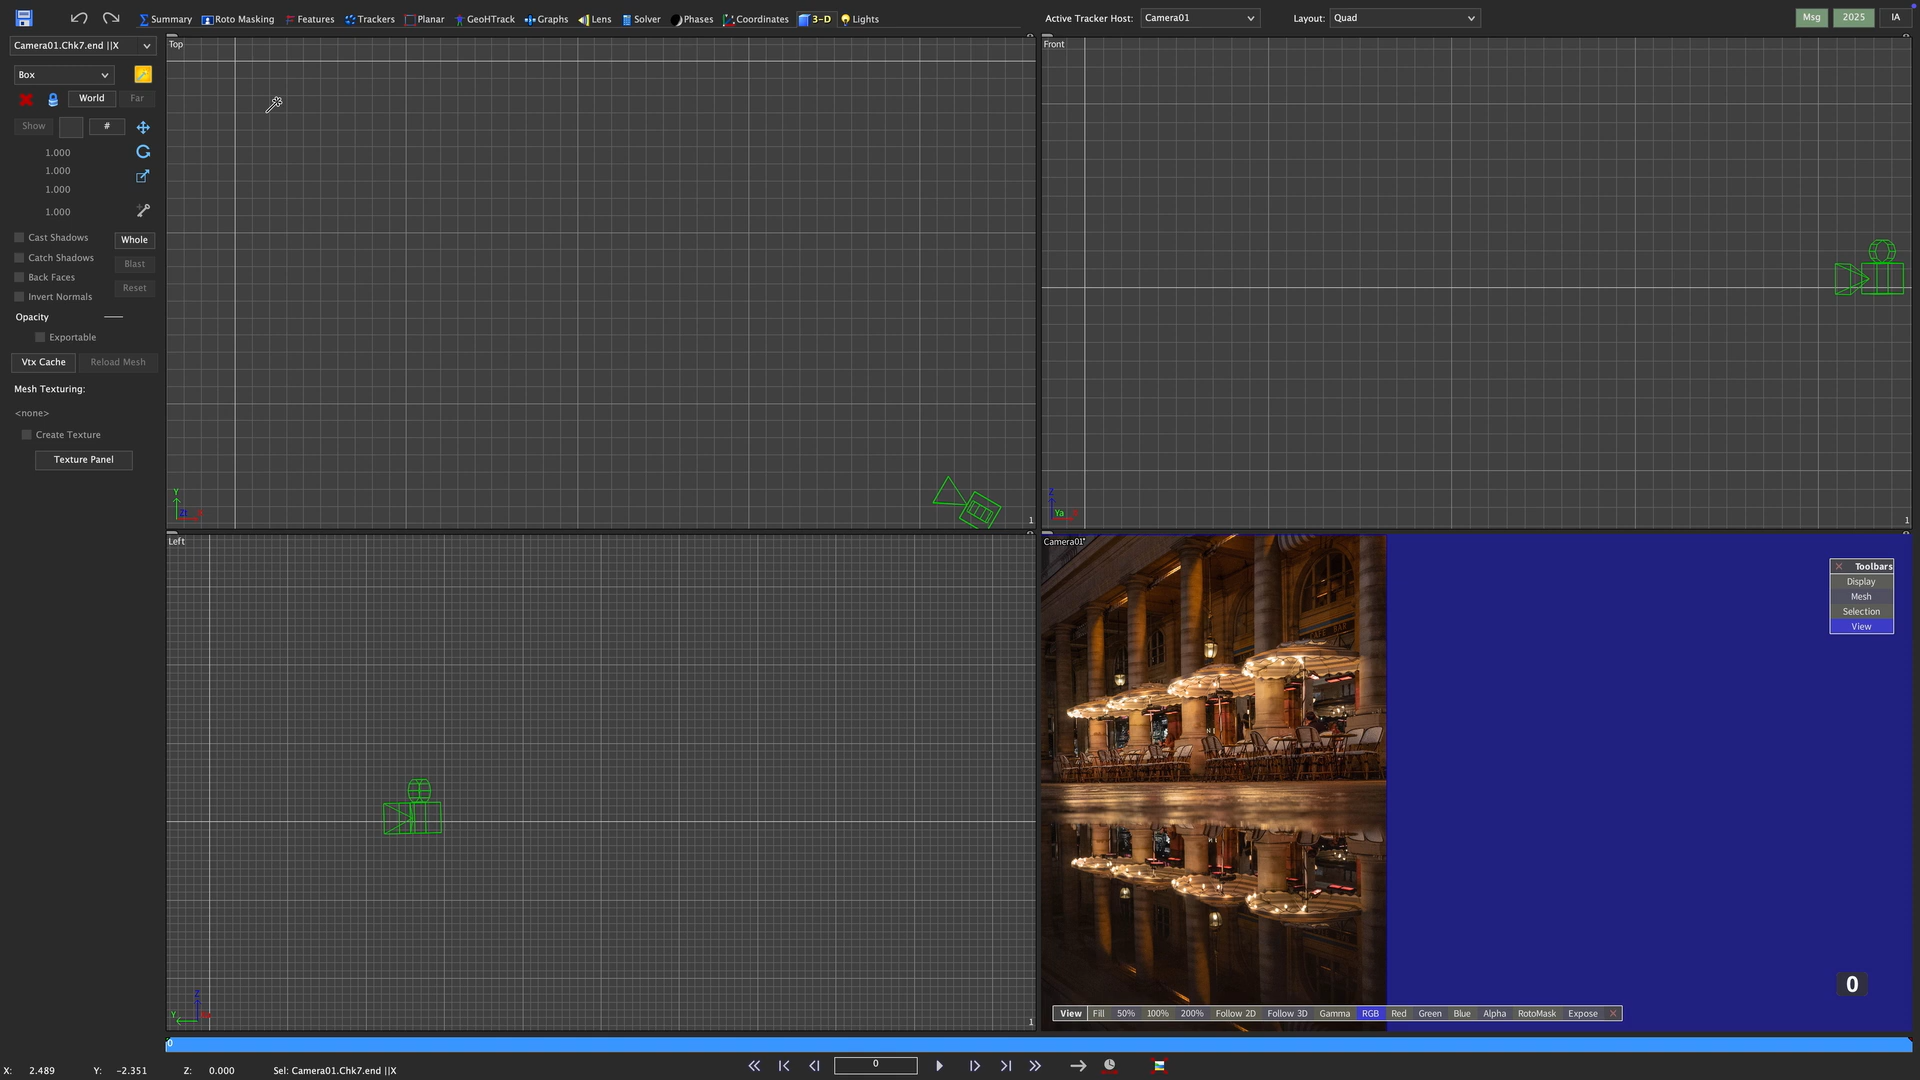 Summary Roto Masking Features Trackers Planar GeoHTrack Graphs Lens Solver Phases Coordinates 3-D Lights Active Tracker Host: Camera01 Layout: Quad Msg 2025 IA
Camera01.Chk7.end ||X
Box
World Far
Show #
1.000
1.000
1.000
1.000
Cast Shadows Whole
Catch Shadows Blast
Back Faces
Invert Normals Reset
Opacity
Exportable
Vtx Cache Reload Mesh
Mesh Texturing:
<none>
Create Texture
Texture Panel
Top
Y
X
1
Front
Z
Ya
1
Left
Z
Y
1
Camera01*
Toolbars
Display
Mesh
Selection
View
0
View Fill 50% 100% 200% Follow 2D Follow 3D Gamma RGB Red Green Blue Alpha RotoMask Expose
0
0
X: 2.489 Y: -2.351 Z: 0.000 Sel: Camera01.Chk7.end ||X